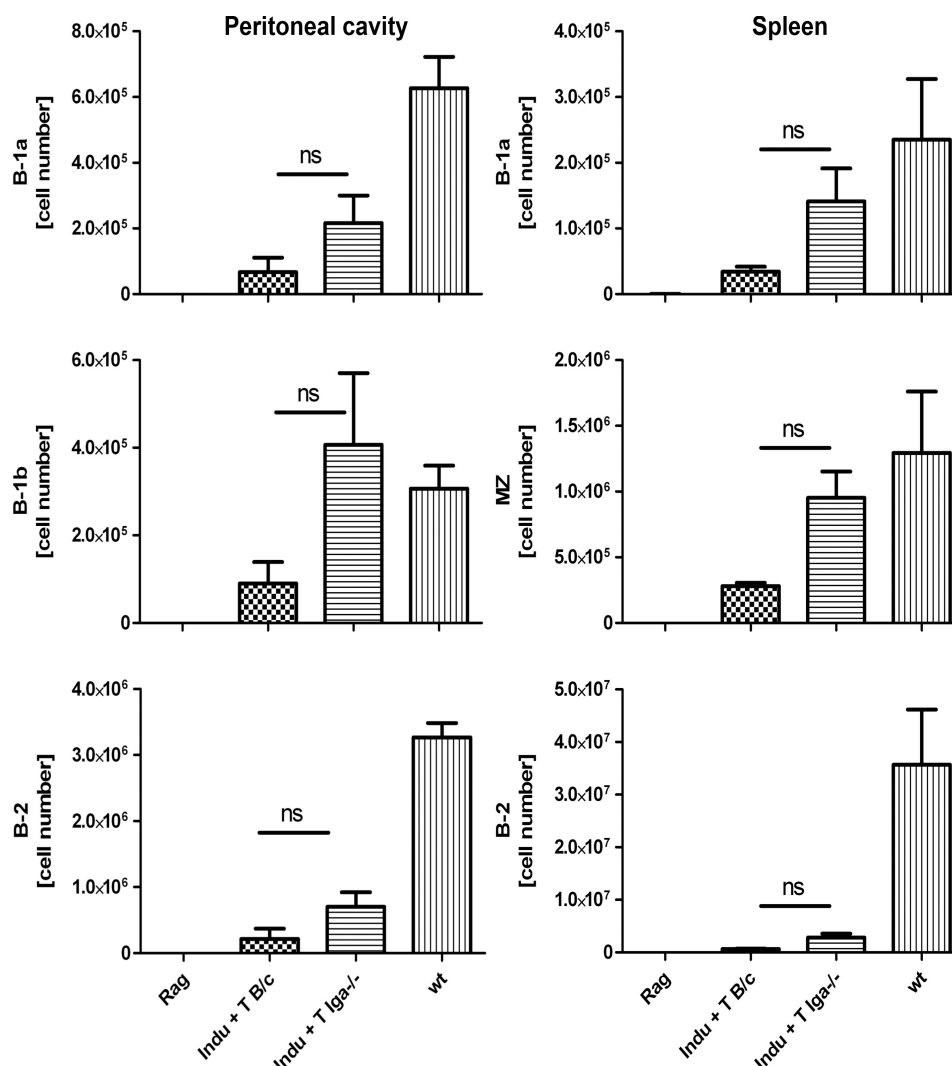 Peritoneal cavity
B-1a
[cell number]
8.0×10⁵
6.0×10⁵
4.0×10⁵
2.0×10⁵
0
ns
Spleen
B-1a
[cell number]
4.0×10⁵
3.0×10⁵
2.0×10⁵
1.0×10⁵
0
ns
B-1b
[cell number]
6.0×10⁵
4.0×10⁵
2.0×10⁵
0
ns
MZ
[cell number]
2.0×10⁶
1.5×10⁶
1.0×10⁶
5.0×10⁵
0
ns
B-2
[cell number]
4.0×10⁶
3.0×10⁶
2.0×10⁶
1.0×10⁶
0
ns
Rag
Indu + T B/c
Indu + T Iga-/-
wt
B-2
[cell number]
5.0×10⁷
4.0×10⁷
3.0×10⁷
2.0×10⁷
1.0×10⁷
0
ns
Rag
Indu + T B/c
Indu + T Iga-/-
wt